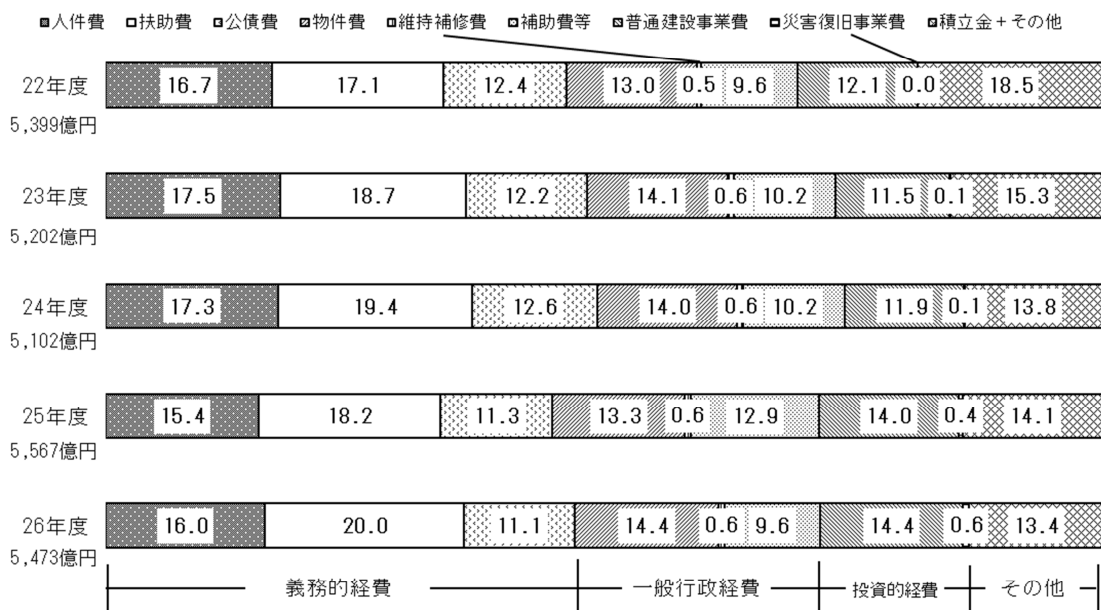 ■人件費 □扶助費 ■公債費 ■物件費 ■維持補修費 □補助費等 ■普通建設事業費 □災害復旧事業費 ■積立金＋その他
22年度 16.7 17.1 12.4 13.0 0.5 9.6 12.1 0.0 18.5
5,399億円
23年度 17.5 18.7 12.2 14.1 0.6 10.2 11.5 0.1 15.3
5,202億円
24年度 17.3 19.4 12.6 14.0 0.6 10.2 11.9 0.1 13.8
5,102億円
25年度 15.4 18.2 11.3 13.3 0.6 12.9 14.0 0.4 14.1
5,567億円
26年度 16.0 20.0 11.1 14.4 0.6 9.6 14.4 0.6 13.4
5,473億円
義務的経費 一般行政経費 投資的経費 その他